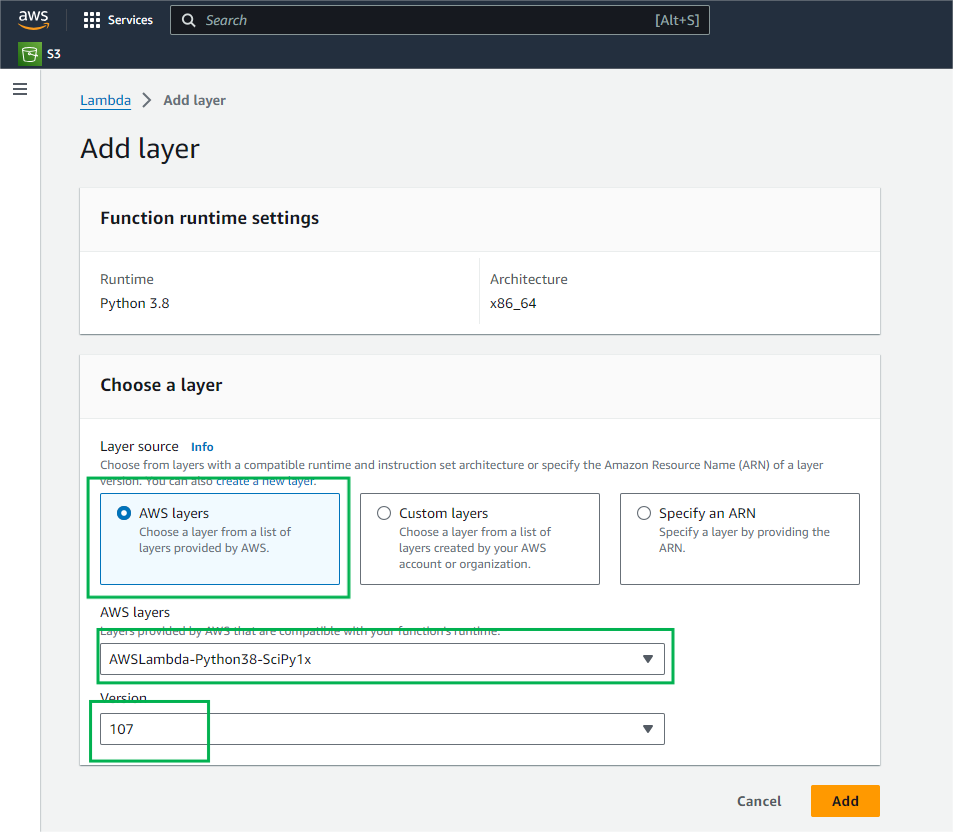 aws
Services
Search
[Alt+S]
S3
Lambda > Add layer
Add layer
Function runtime settings
Runtime
Python 3.8
Architecture
x86_64
Choose a layer
Layer source Info
Choose from layers with a compatible runtime and instruction set architecture or specify the Amazon Resource Name (ARN) of a layer
version. You can also create a new layer.
AWS layers
Choose a layer from a list of
layers provided by AWS.
Custom layers
Choose a layer from a list of
layers created by your AWS
account or organization.
Specify an ARN
Specify a layer by providing the
ARN.
AWS layers
Layers provided by AWS that are compatible with your function's runtime.
AWSLambda-Python38-SciPy1x
Version
107
Cancel
Add